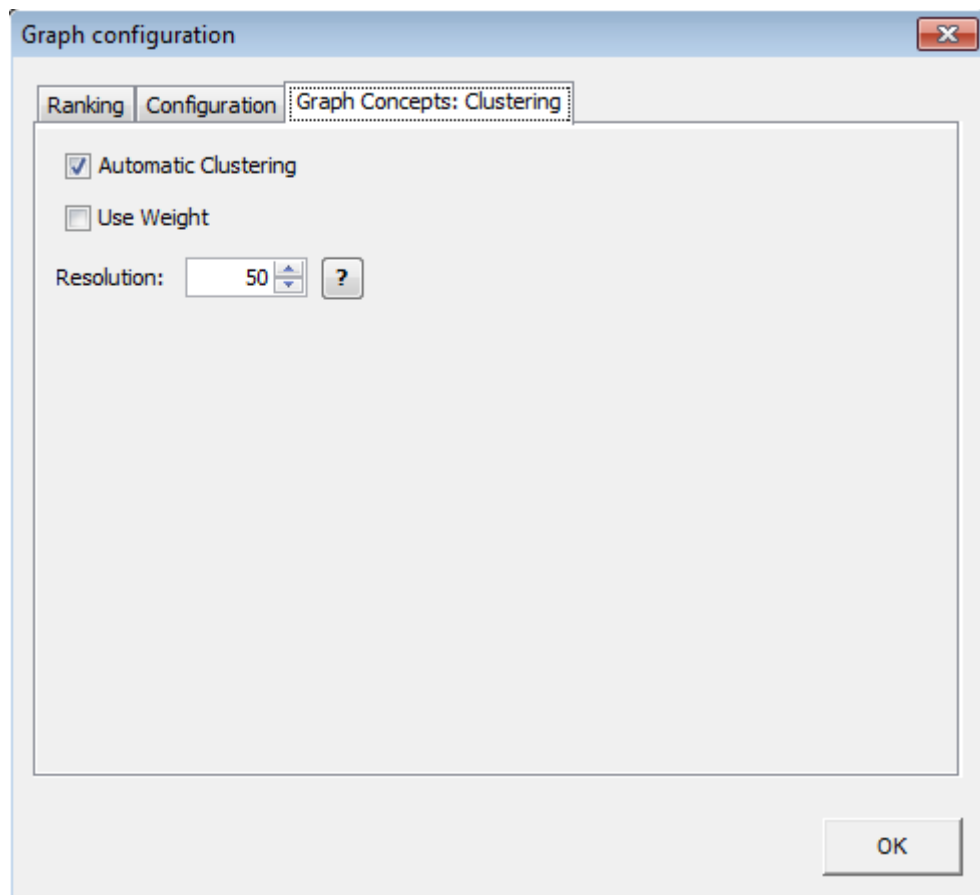 Graph configuration
Ranking Configuration Graph Concepts: Clustering
Automatic Clustering
Use Weight
Resolution: 50 ?
OK